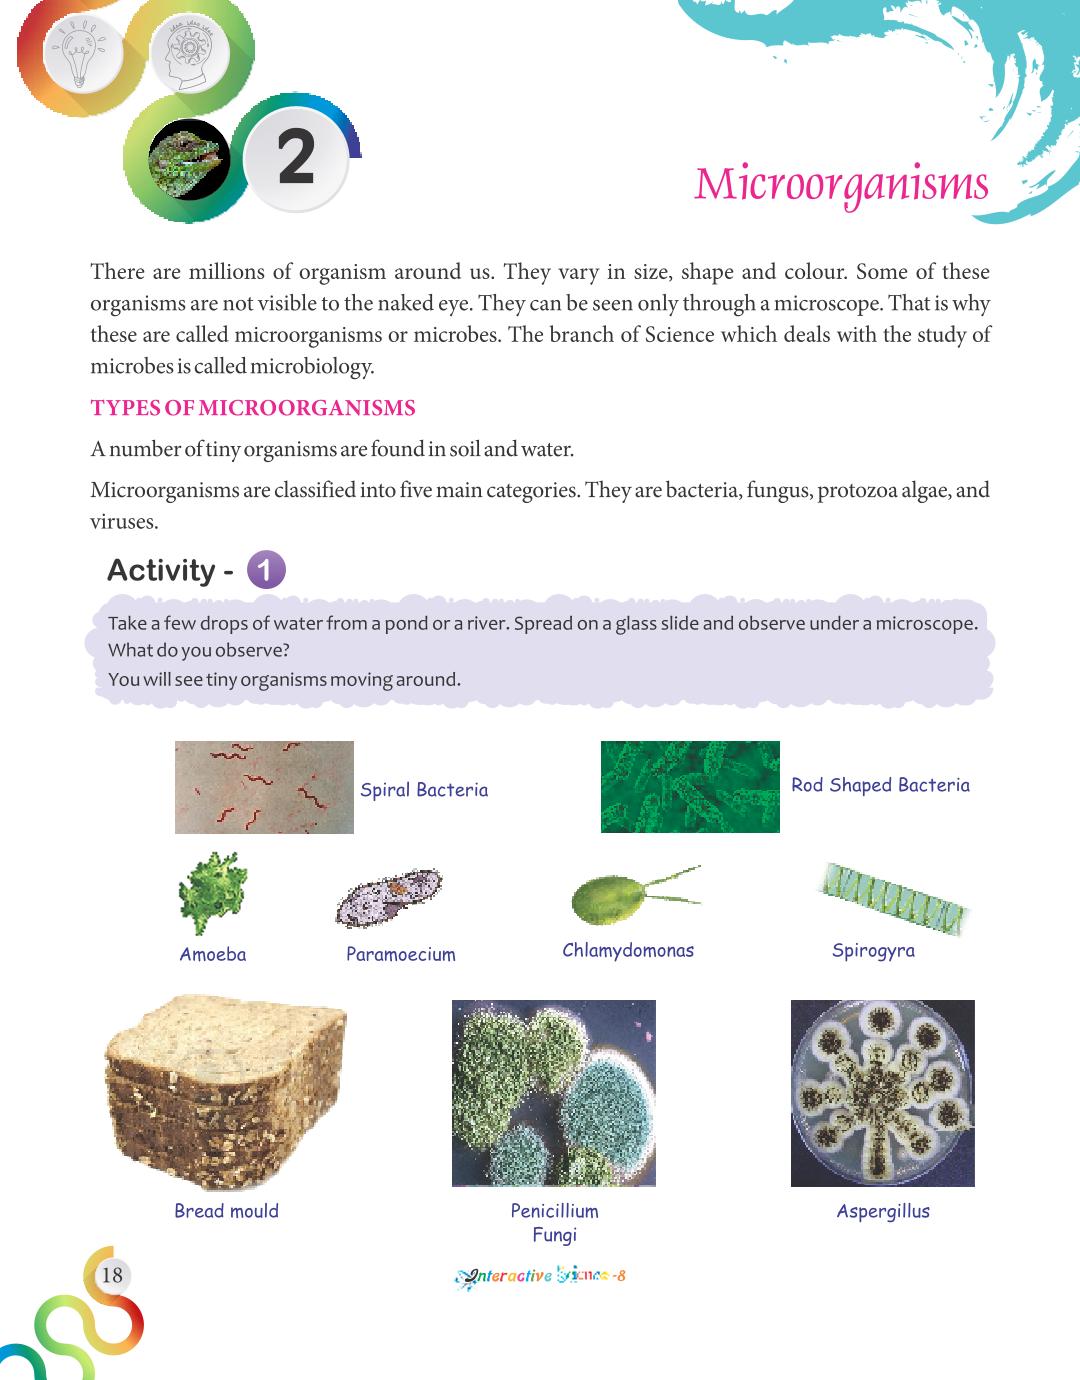 2
Microorganisms
There are millions of organism around us. They vary in size, shape and colour. Some of these
organisms are not visible to the naked eye. They can be seen only through a microscope. That is why
these are called microorganisms or microbes. The branch of Science which deals with the study of
microbes is called microbiology.
TYPES OF MICROORGANISMS
A number of tiny organisms are found in soil and water.
Microorganisms are classified into five main categories. They are bacteria, fungus, protozoa algae, and
viruses.
Activity - 1
Take a few drops of water from a pond or a river. Spread on a glass slide and observe under a microscope.
What do you observe?
You will see tiny organisms moving around.
Spiral Bacteria
Rod Shaped Bacteria
Amoeba
Paramoecium
Chlamydomonas
Spirogyra
Bread mould
Penicillium
Fungi
Aspergillus
18
Interactive Science -8